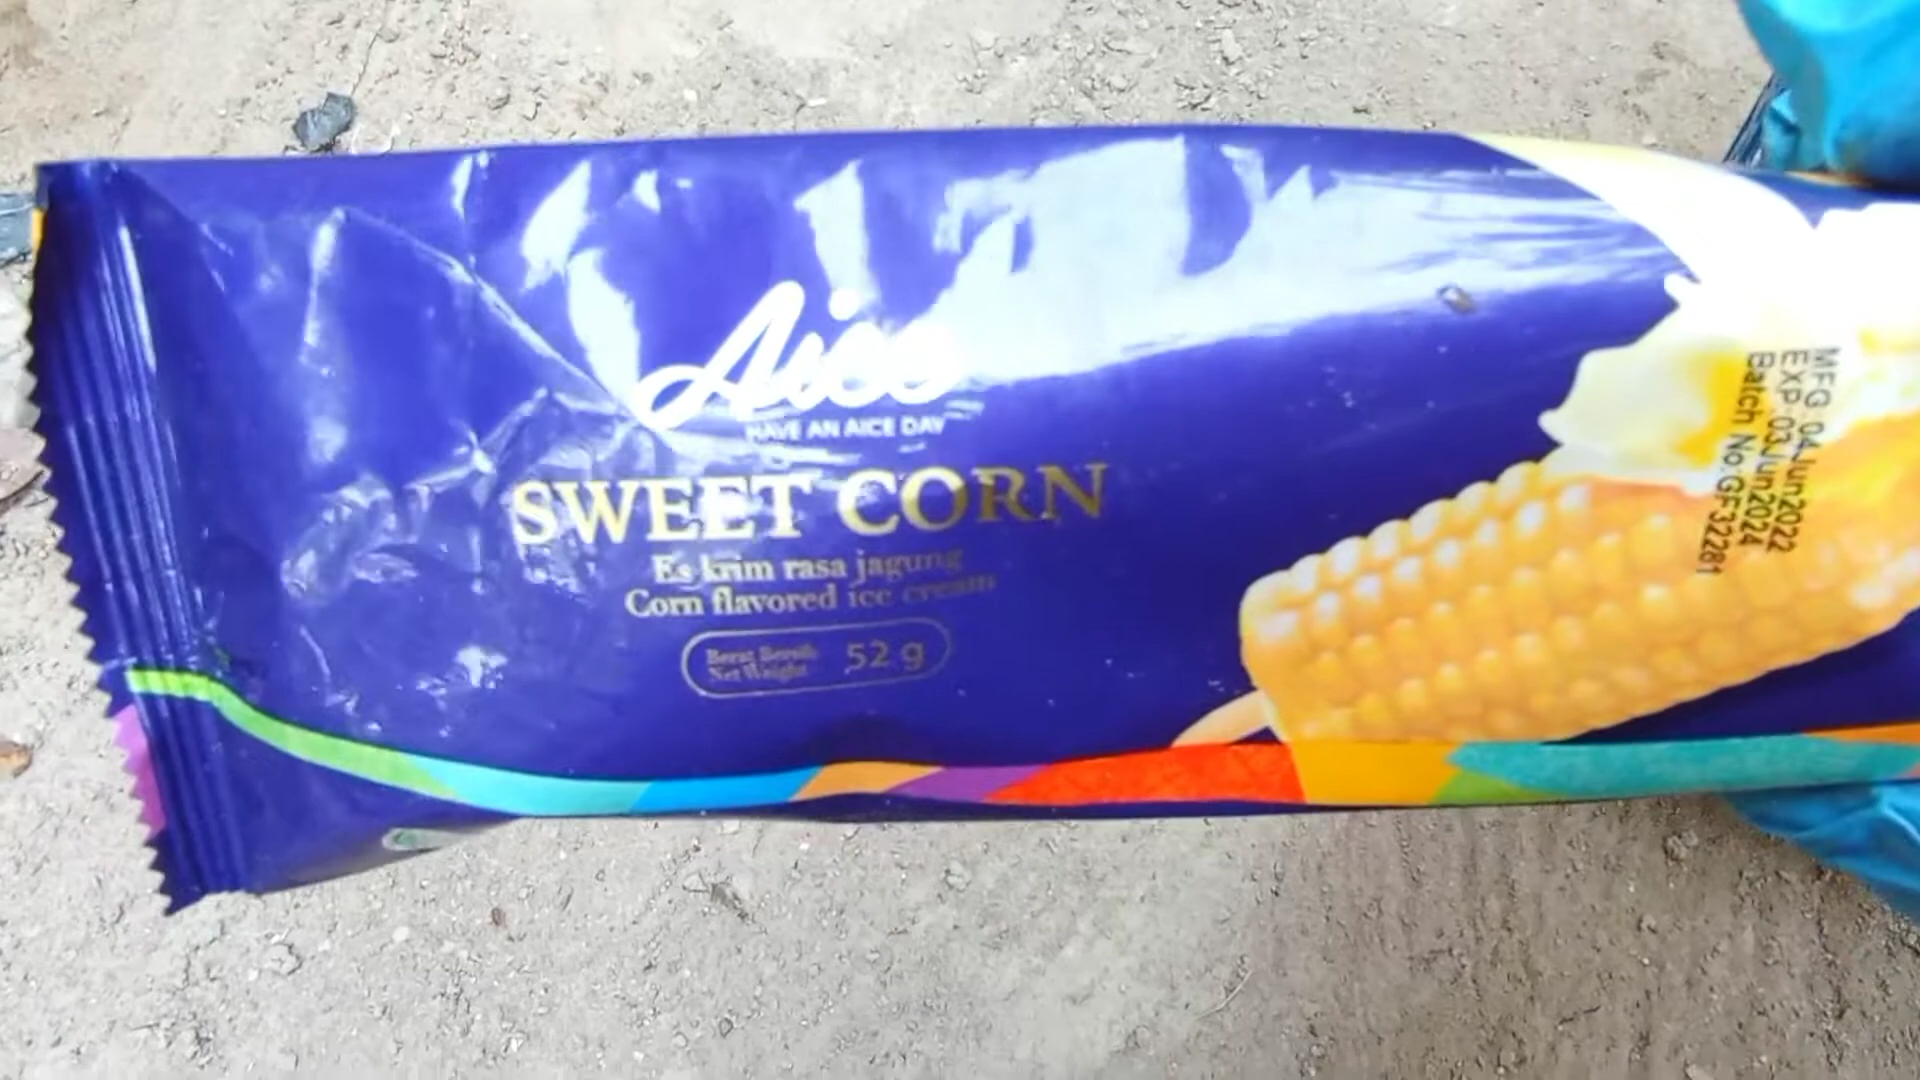 Aice
HAVE AN AICE DAY
SWEET CORN
Es krim rasa jagung
Corn flavored ice cream
Berat Bersih
Net Weight
52 g
MFG 04Jun2022
EXP 03Jun2024
Batch No.GF32281